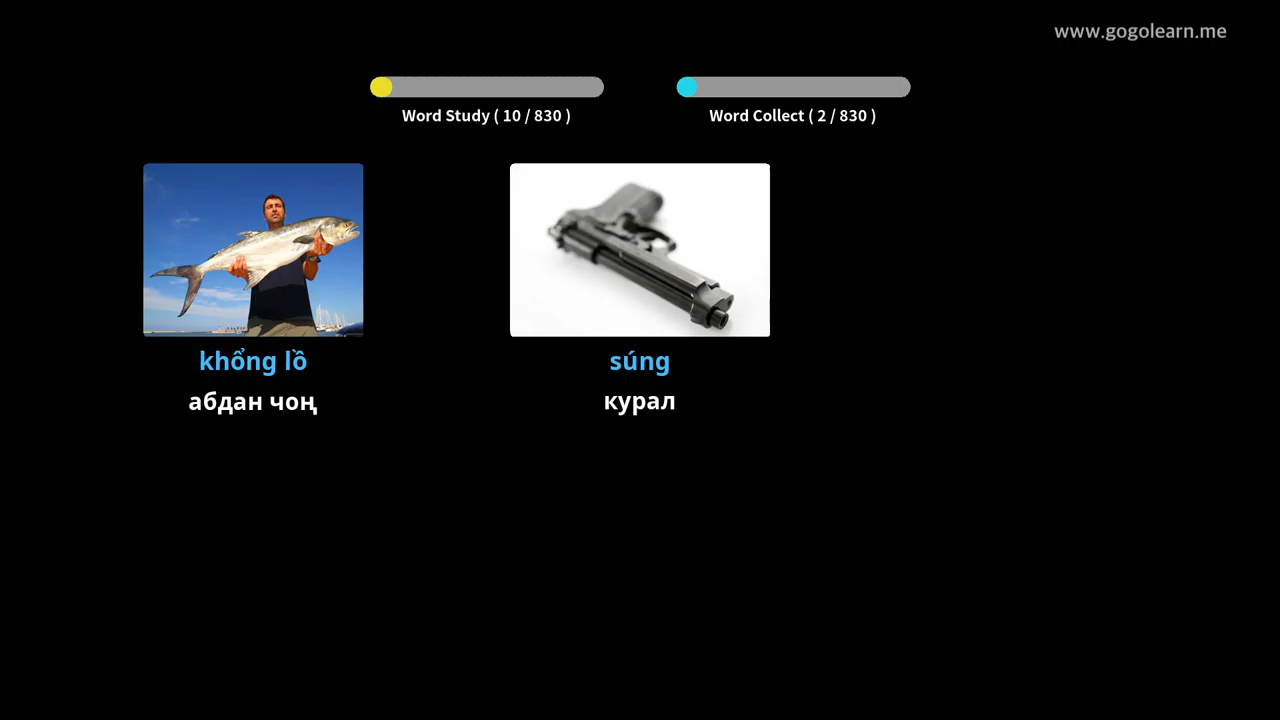 www.gogolearn.me
Word Study ( 10 / 830 )
Word Collect ( 2 / 830 )
khổng lồ
абдан чоң
súng
курал